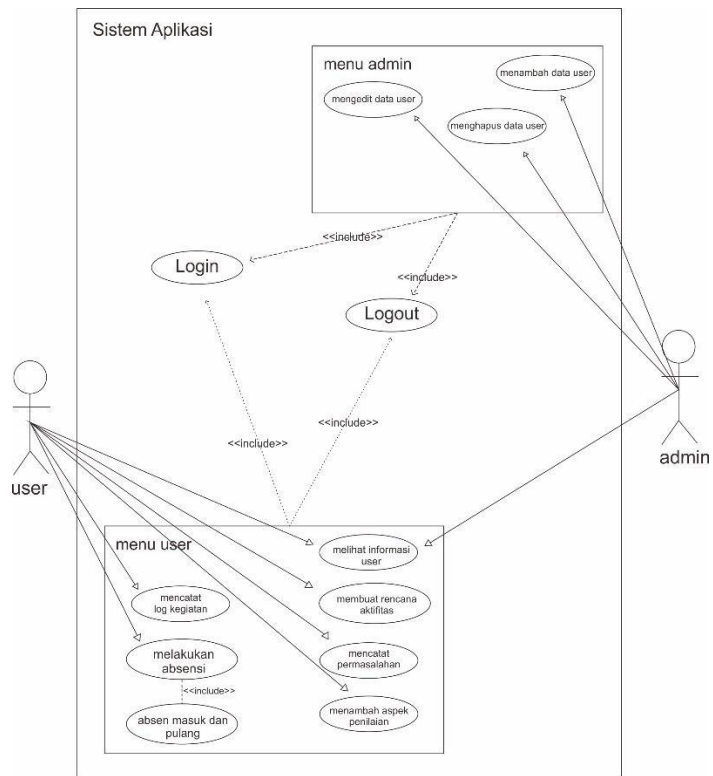 Sistem Aplikasi
menu admin
menambah data user
mengedit data user
menghapus data user
<<include>>
Login
<<include>>
Logout
<<include>>
<<include>>
user
admin
menu user
melihat informasi
user
mencatat
log kegiatan
membuat rencana
aktifitas
melakukan
absensi
mencatat
permasalahan
<<include>>
absen masuk dan
pulang
menambah aspek
penilaian